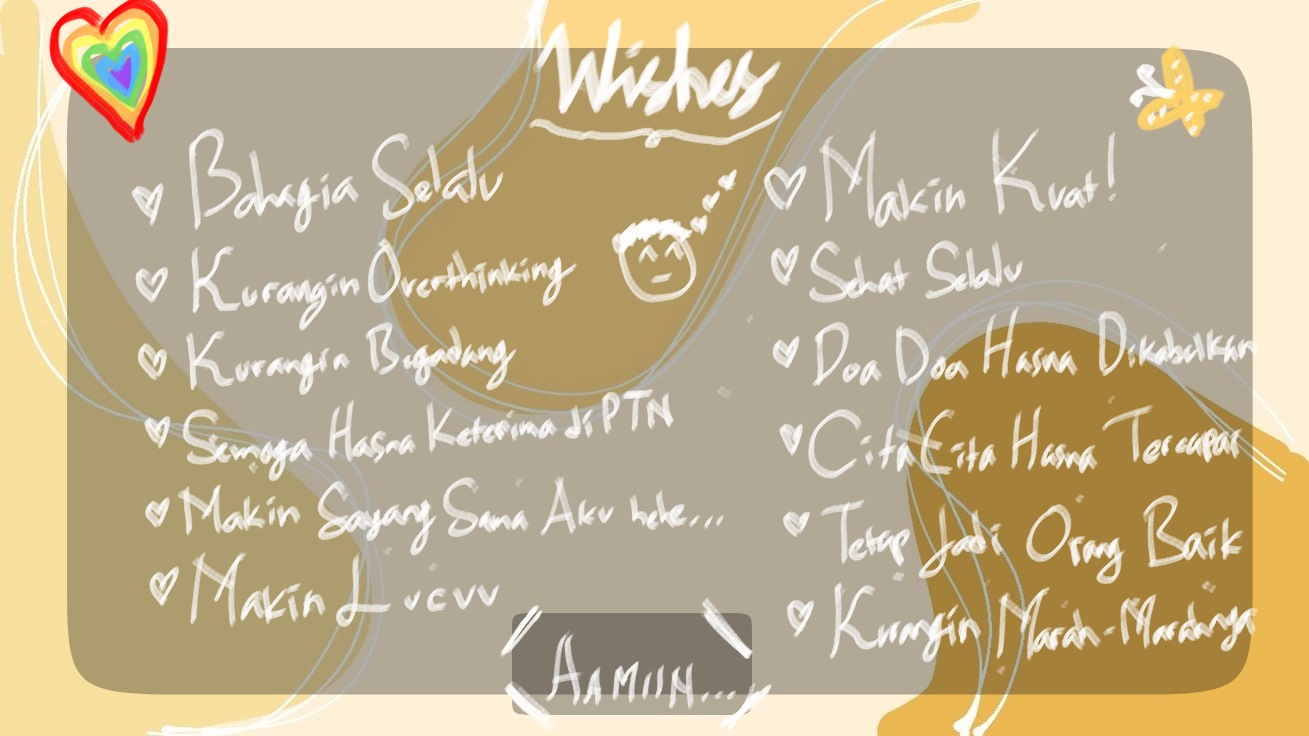 Wishes
Bahagia Selalu
Kurangin Overthinking
Kurangin Begadang
Semoga Hasna Keterima di PTN
Makin Sayang Sama Aku hehe...
Makin Lucuu
Makin Kuat!
Sehat Selalu
Doa Doa Hasna Dikabulkan
Cita Cita Hasna Tercapai
Tetap Jadi Orang Baik
Kurangin Marah-Marahnya
AAMIIN...